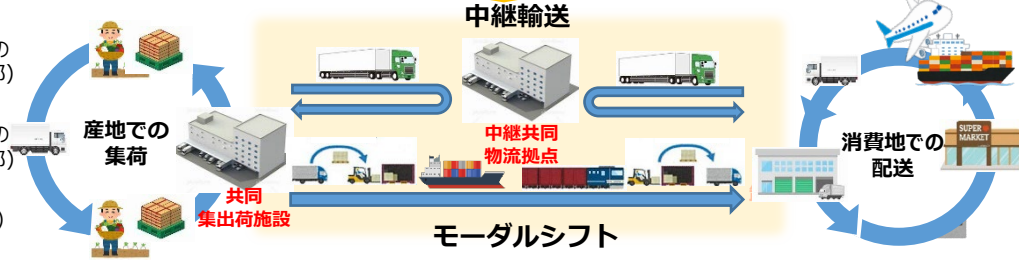 中継輸送
の
)
産地での
集荷
の
)
)
共同
集出荷施設
中継共同
物流拠点
モーダルシフト
消費地での
配送
SUPER
MARKET